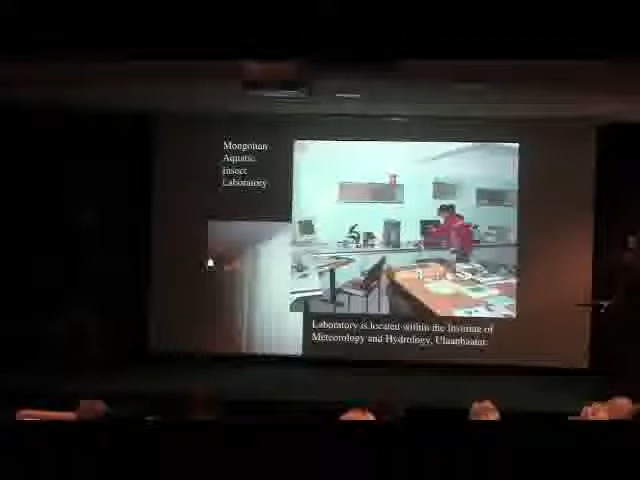 Mongolian
Aquatic
Insect
Laboratory
Laboratory is located within the Institute of
Meteorology and Hydrology, Ulaanbaatar.